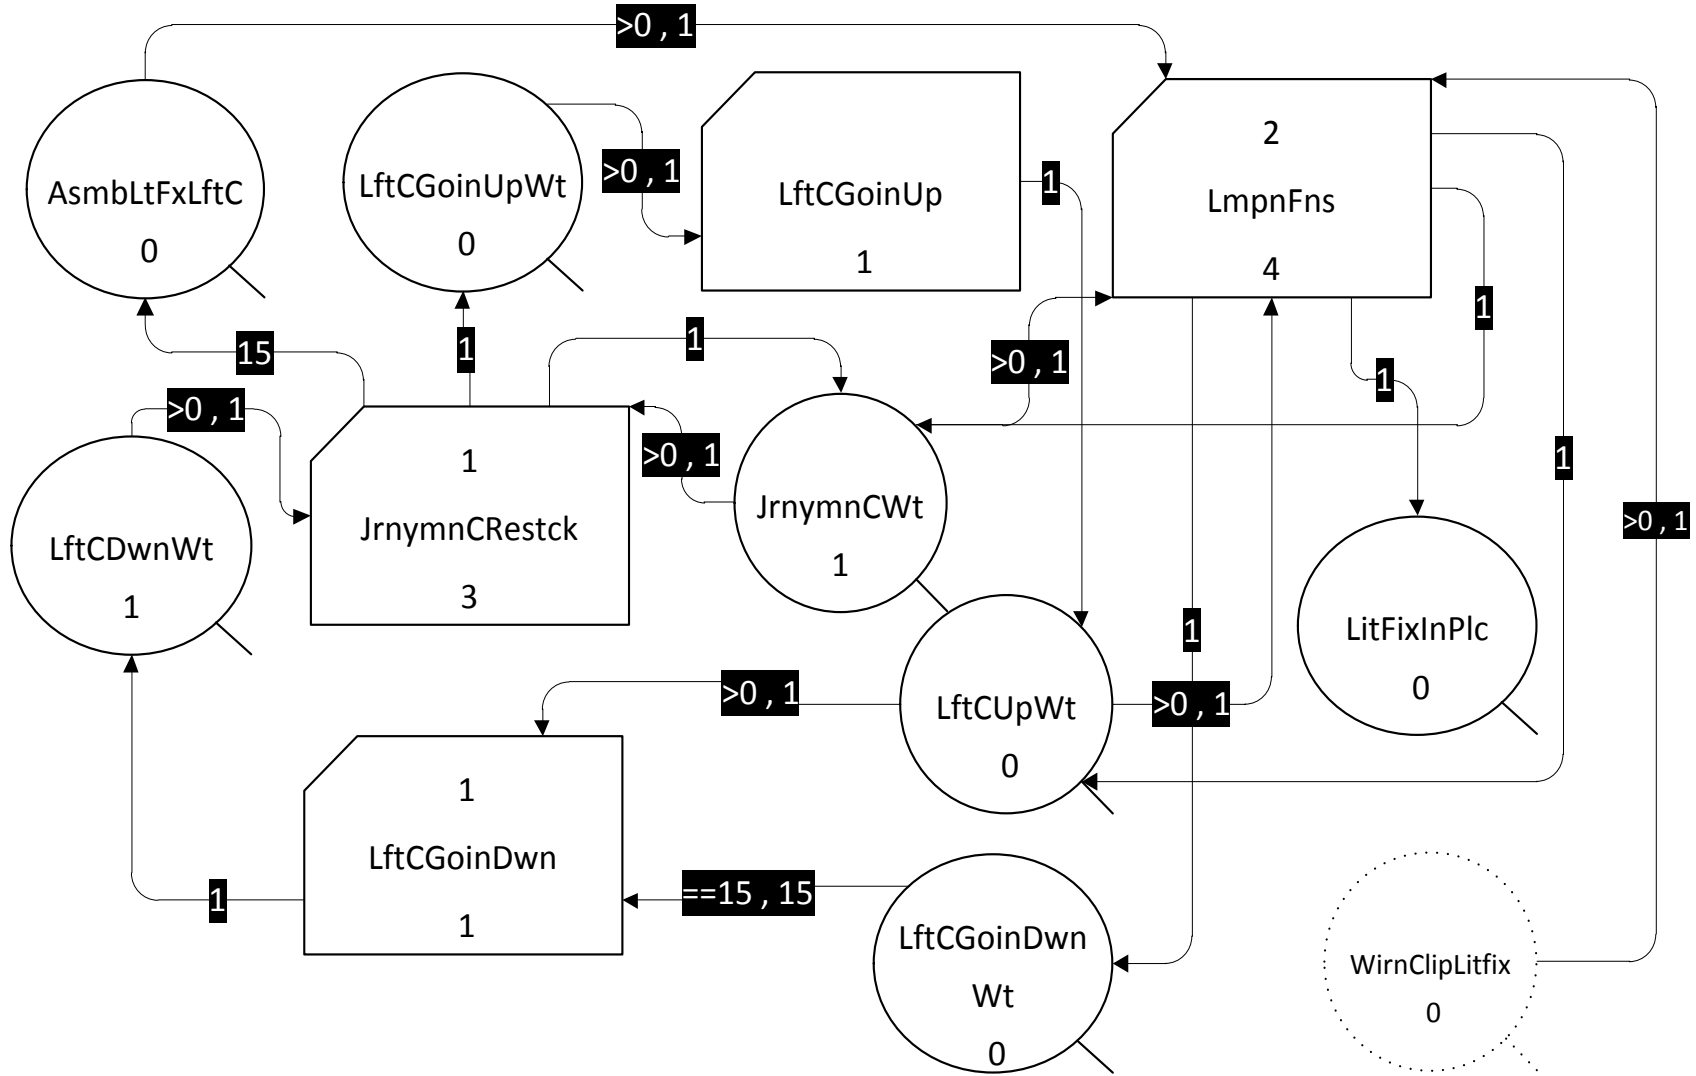 >0 , 1
AsmbLtFxLftC
0
LftCGoinUpWt
0
>0 , 1
LftCGoinUp
1
1
2
LmpnFns
4
1
15
1
1
>0 , 1
1
1
>0 , 1
>0 , 1
LftCDwnWt
1
1
JrnymnCRestck
3
>0 , 1
JrnymnCWt
1
>0 , 1
1
LitFixInPlc
0
>0 , 1
LftCUpWt
0
>0 , 1
1
LftCGoinDwn
1
1
==15 , 15
LftCGoinDwn
Wt
0
WirnClipLitfix
0